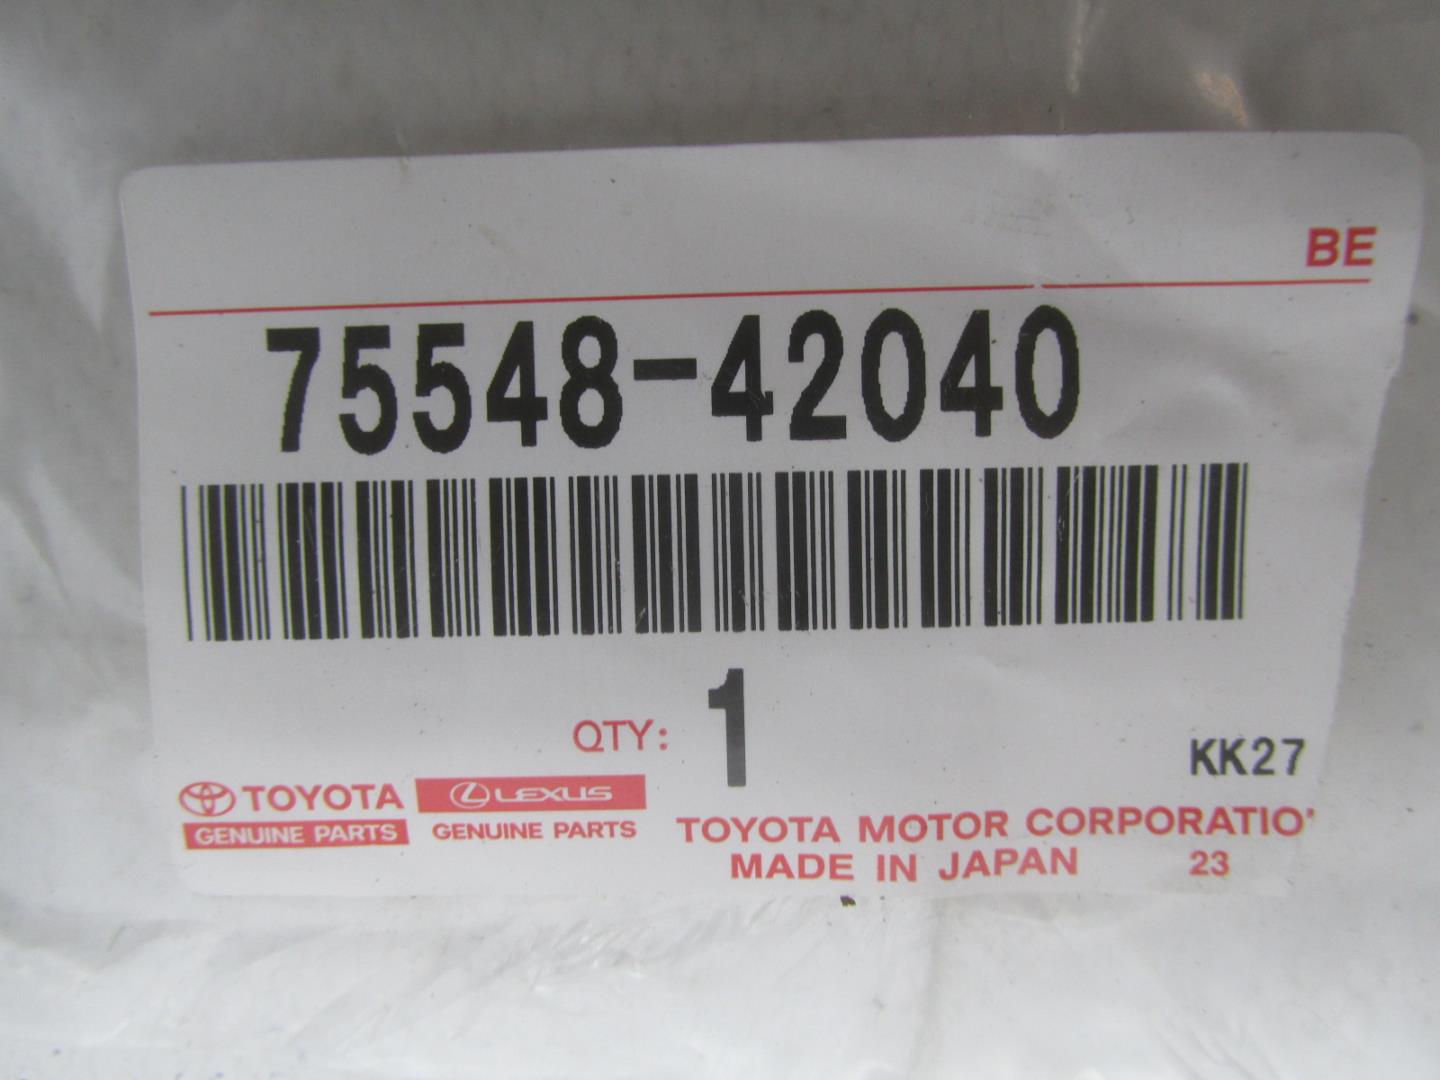 BE
75548-42040
QTY: 1
KK27
TOYOTA LEXUS
GENUINE PARTS GENUINE PARTS
TOYOTA MOTOR CORPORATIO
MADE IN JAPAN 23